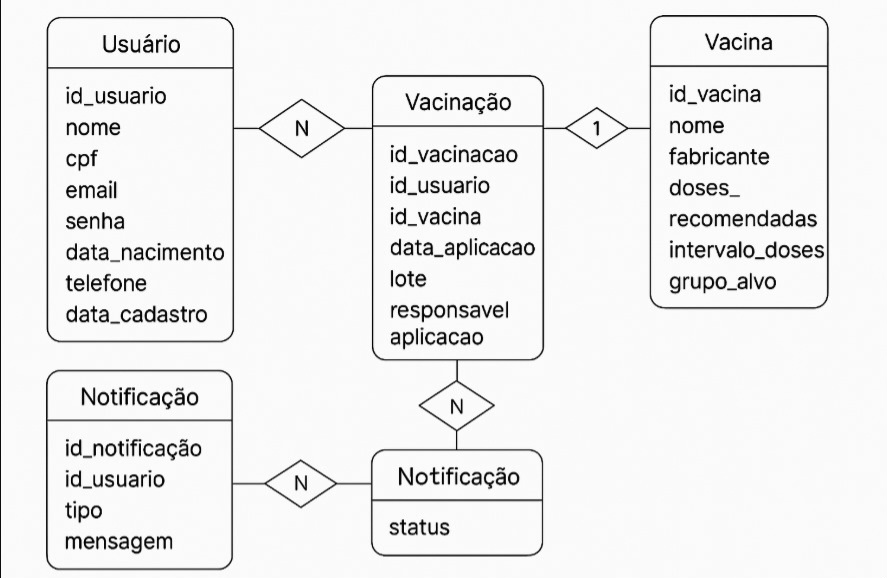 Usuário
id_usuario
nome
cpf
email
senha
data_nacimento
telefone
data_cadastro
N
Vacinação
id_vacinacao
id_usuario
id_vacina
data_aplicacao
lote
responsavel
aplicacao
1
Vacina
id_vacina
nome
fabricante
doses_
recomendadas
intervalo_doses
grupo_alvo
N
Notificação
id_notificação
id_usuario
tipo
mensagem
N
Notificação
status